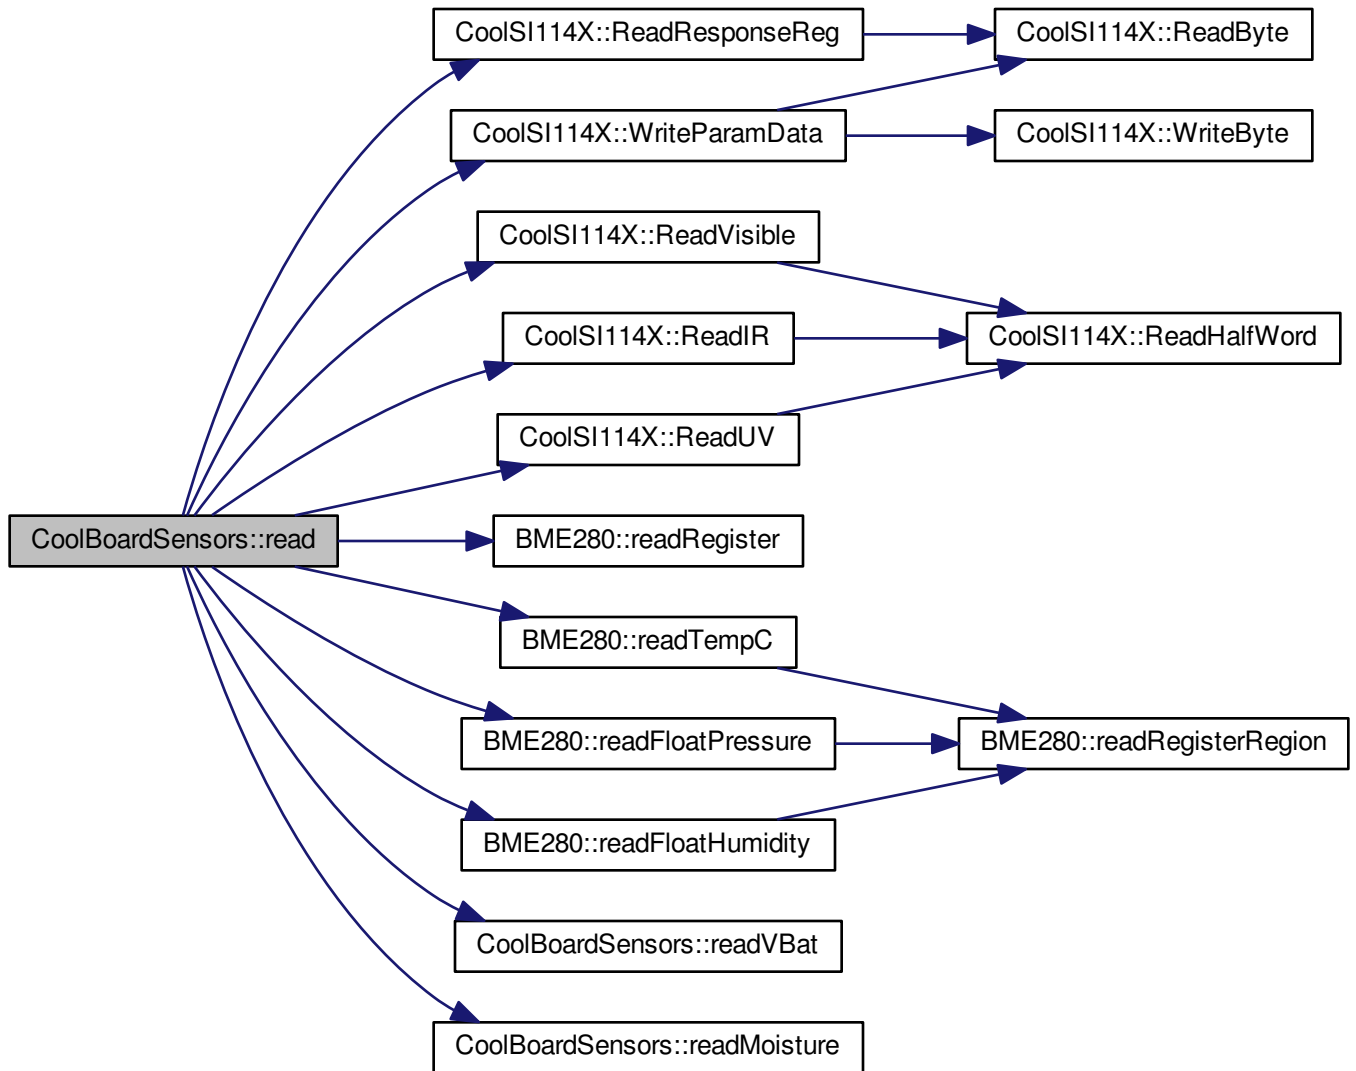 CoolSI114X::ReadResponseReg
CoolSI114X::ReadByte
CoolSI114X::WriteParamData
CoolSI114X::WriteByte
CoolSI114X::ReadVisible
CoolSI114X::ReadIR
CoolSI114X::ReadHalfWord
CoolSI114X::ReadUV
CoolBoardSensors::read
BME280::readRegister
BME280::readTempC
BME280::readFloatPressure
BME280::readRegisterRegion
BME280::readFloatHumidity
CoolBoardSensors::readVBat
CoolBoardSensors::readMoisture